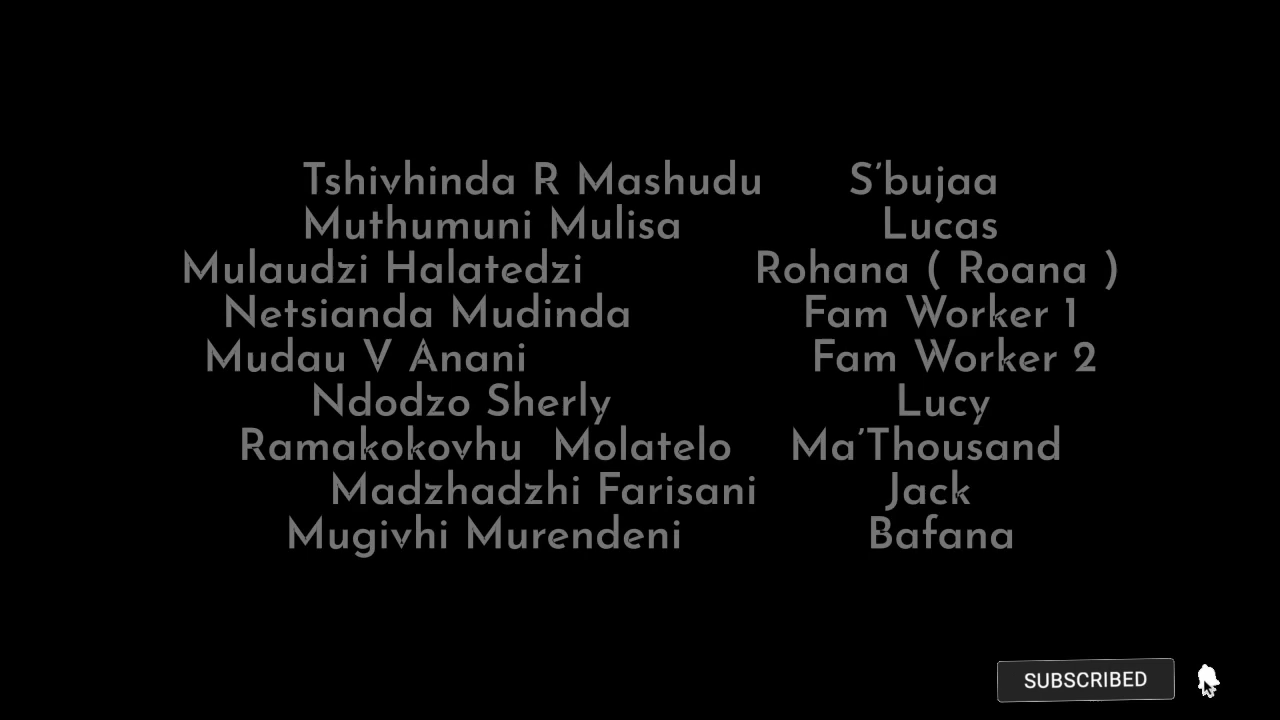 Tshivhinda R Mashudu S'bujaa
Muthumuni Mulisa Lucas
Mulaudzi Halatedzi Rohana ( Roana )
Netsianda Mudinda Fam Worker 1
Mudau V Anani Fam Worker 2
Ndodzo Sherly Lucy
Ramakokovhu Molatelo Ma'Thousand
Madzhadzhi Farisani Jack
Mugivhi Murendeni Bafana
SUBSCRIBED